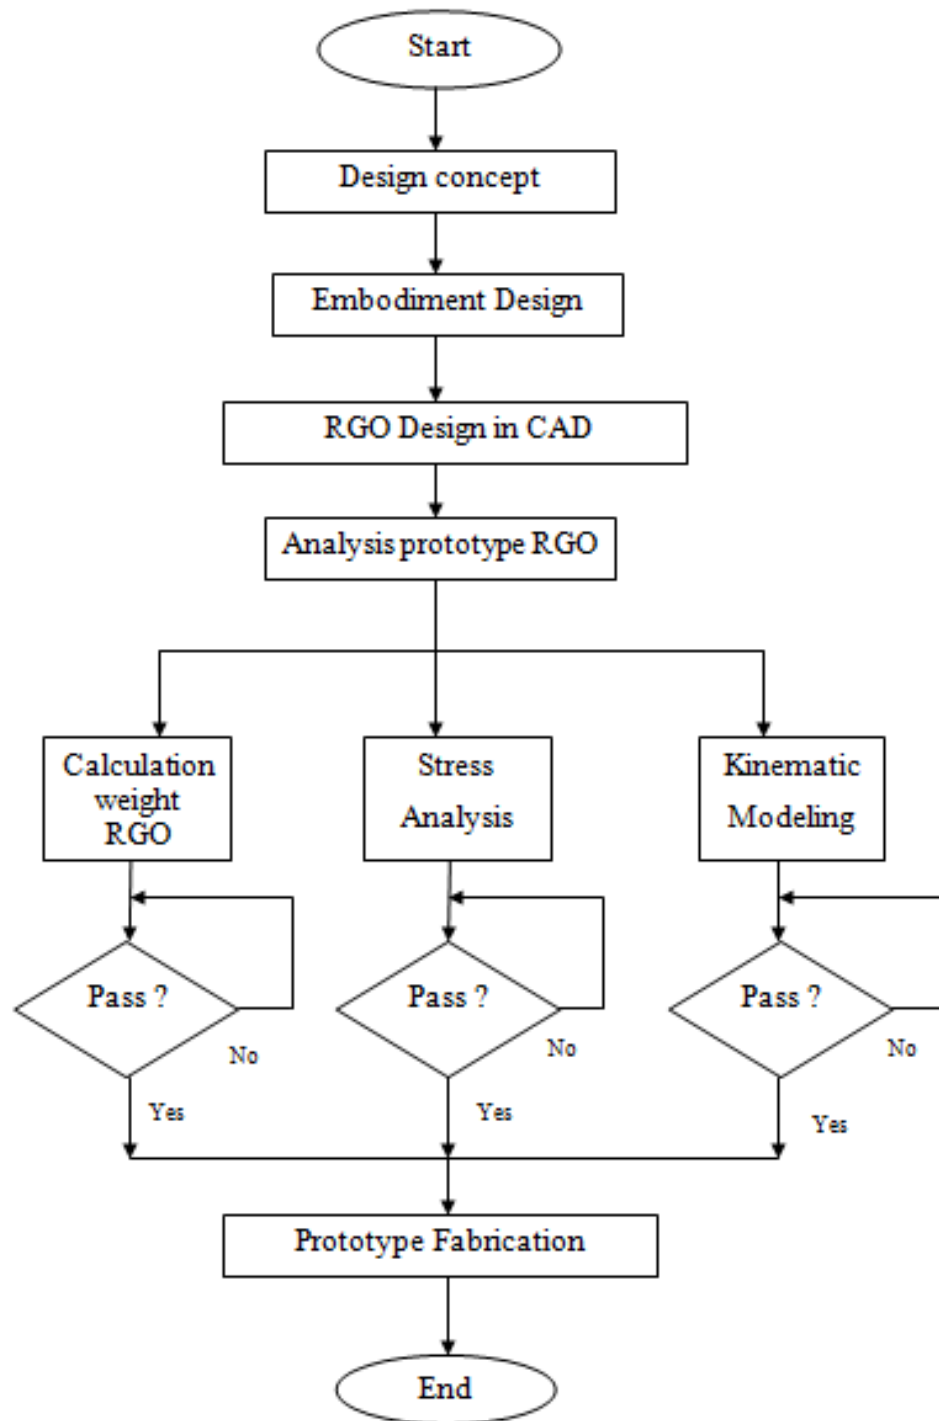 Start
Design concept
Embodiment Design
RGO Design in CAD
Analysis prototype RGO
Calculation
weight
RGO
Stress
Analysis
Kinematic
Modeling
Pass ?
No
Yes
Pass ?
No
Yes
Pass ?
No
Yes
Prototype Fabrication
End